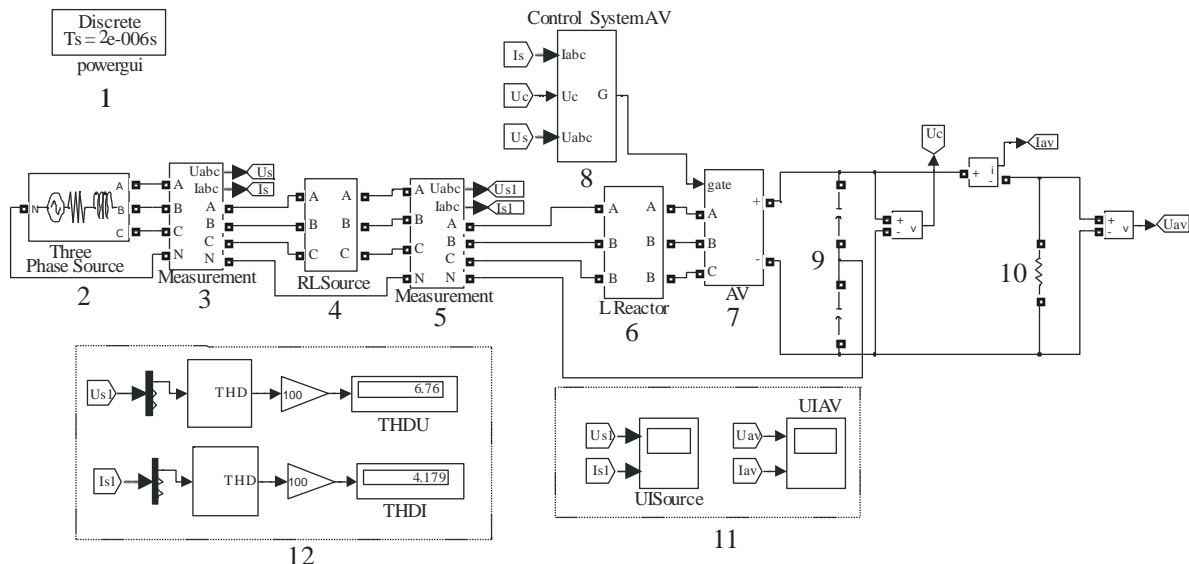 Discrete
Ts = 2e-006s
powergui
1
Control SystemAV
Is
Iabc
Uc
Uc
G
Us
Uabc
8
Uc
Iav
+
i
-
N
A
B
C
Three
Phase Source
2
A
B
C
N
Uabc
Iabc
A
B
C
N
Us
Is
Measurement
3
A
B
C
A
B
C
RLSource
4
A
B
C
N
Uabc
Iabc
A
B
C
N
Us1
Is1
Measurement
5
A
B
B
A
B
B
L Reactor
6
gate
A
B
C
+
-
AV
7
9
+
-
v
10
+
-
v
Uav
Us1
THD
100
6.76
THDU
Is1
THD
100
4.179
THDI
12
Us1
Is1
UISource
UIAV
Uav
Iav
11